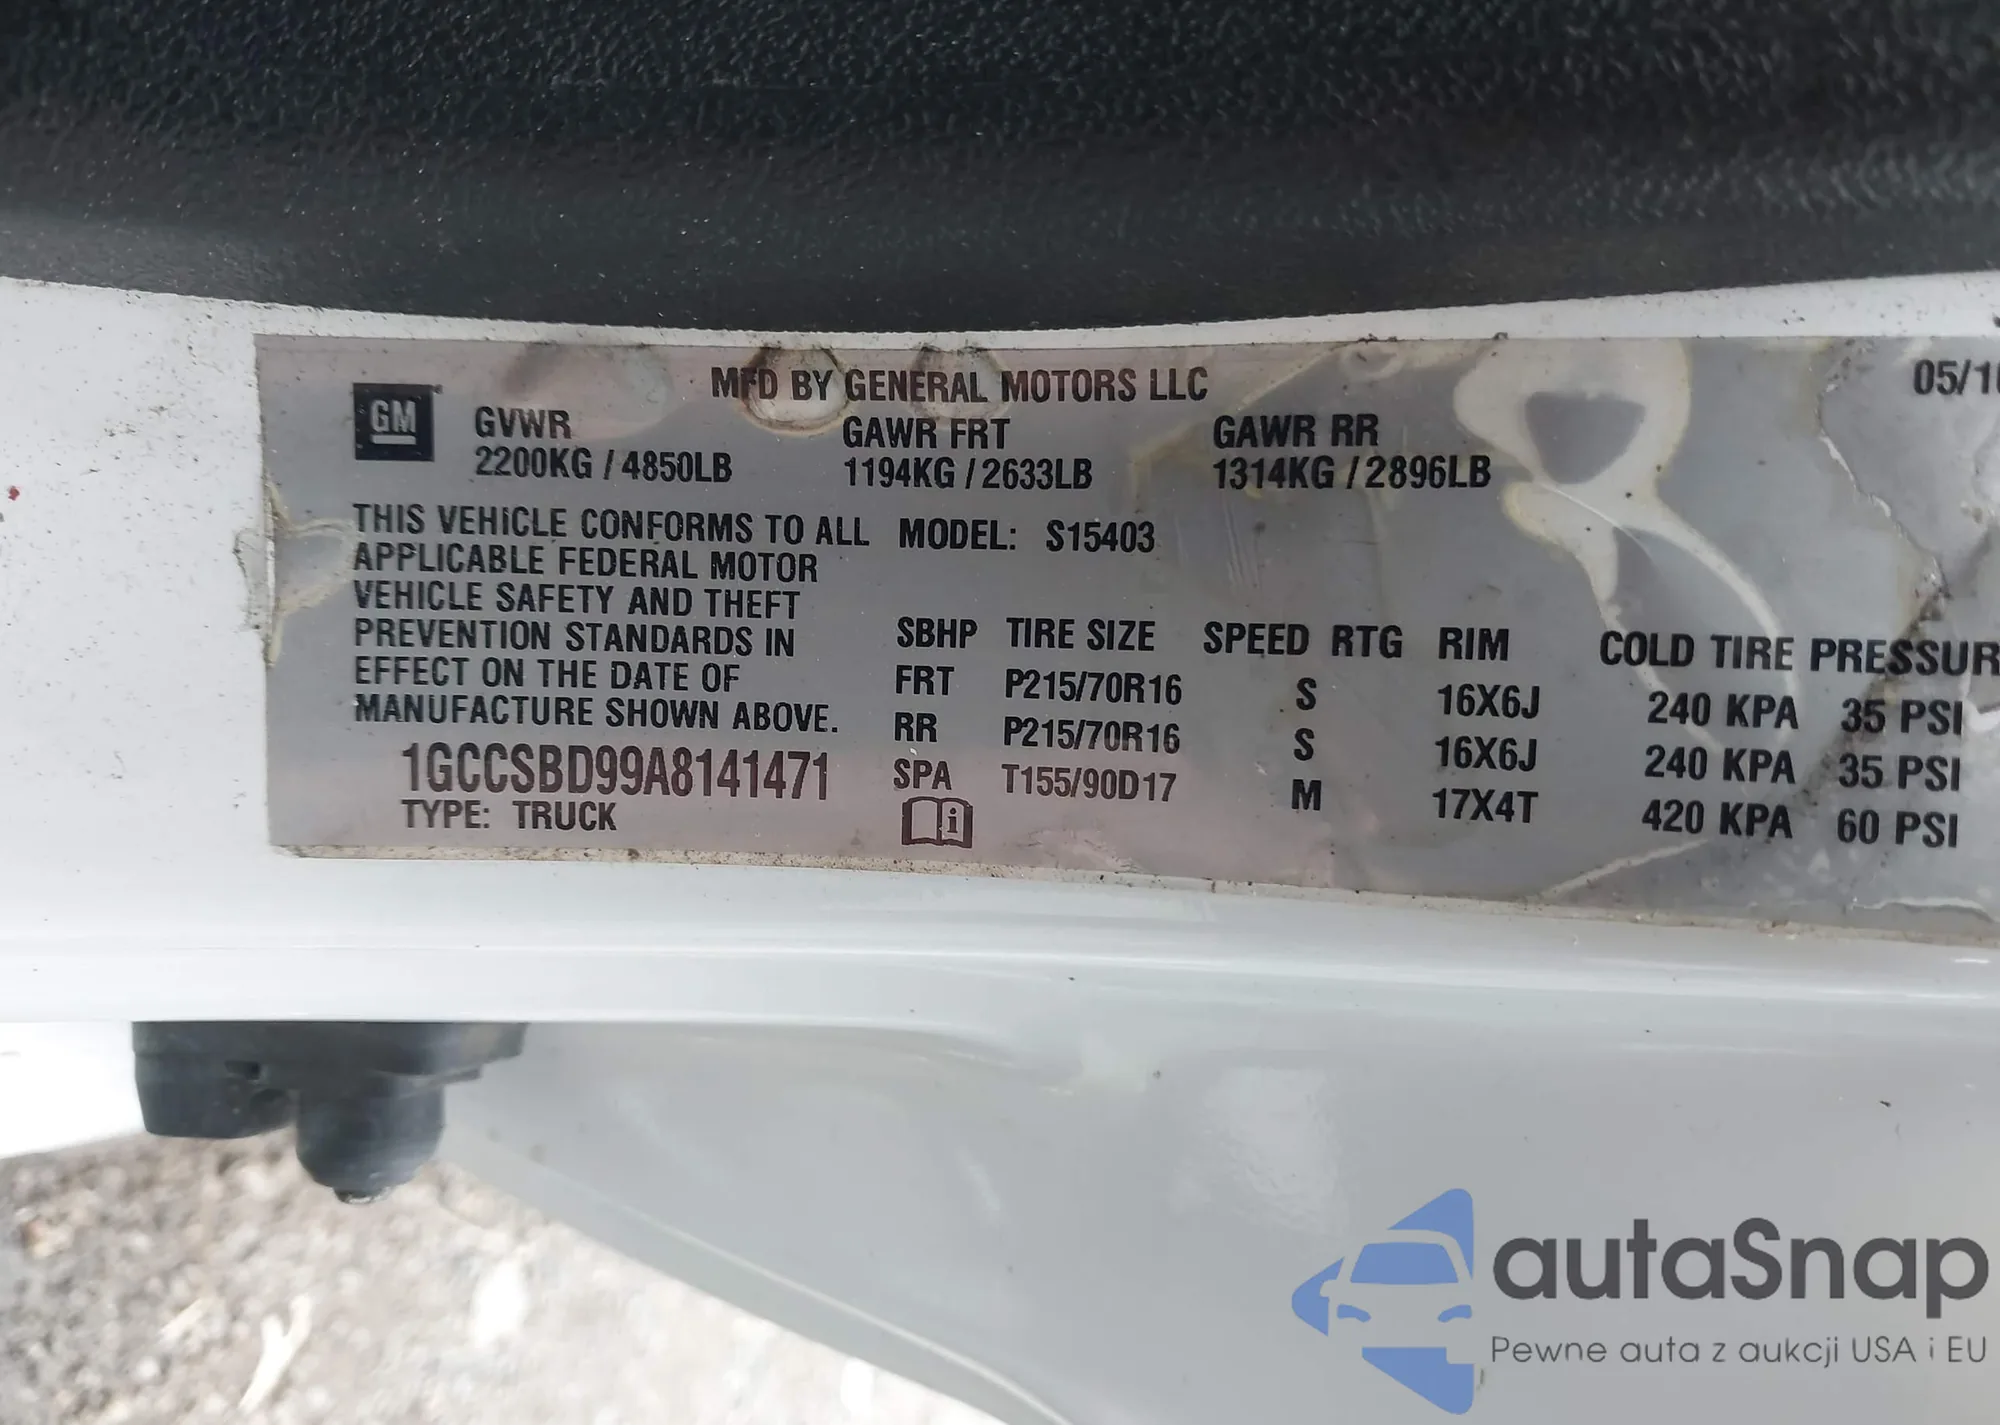 MFD BY GENERAL MOTORS LLC
05/10
GM
GVWR GAWR FRT GAWR RR
2200KG / 4850LB 1194KG / 2633LB 1314KG / 2896LB
THIS VEHICLE CONFORMS TO ALL MODEL: S15403
APPLICABLE FEDERAL MOTOR
VEHICLE SAFETY AND THEFT
PREVENTION STANDARDS IN
EFFECT ON THE DATE OF
MANUFACTURE SHOWN ABOVE.
1GCCSBD99A8141471
TYPE: TRUCK
SBHP TIRE SIZE SPEED RTG RIM COLD TIRE PRESSUR
FRT P215/70R16 S 16X6J 240 KPA 35 PSI
RR P215/70R16 S 16X6J 240 KPA 35 PSI
SPA T155/90D17 M 17X4T 420 KPA 60 PSI
i
autaSnap
Pewne auta z aukcji USA i EU